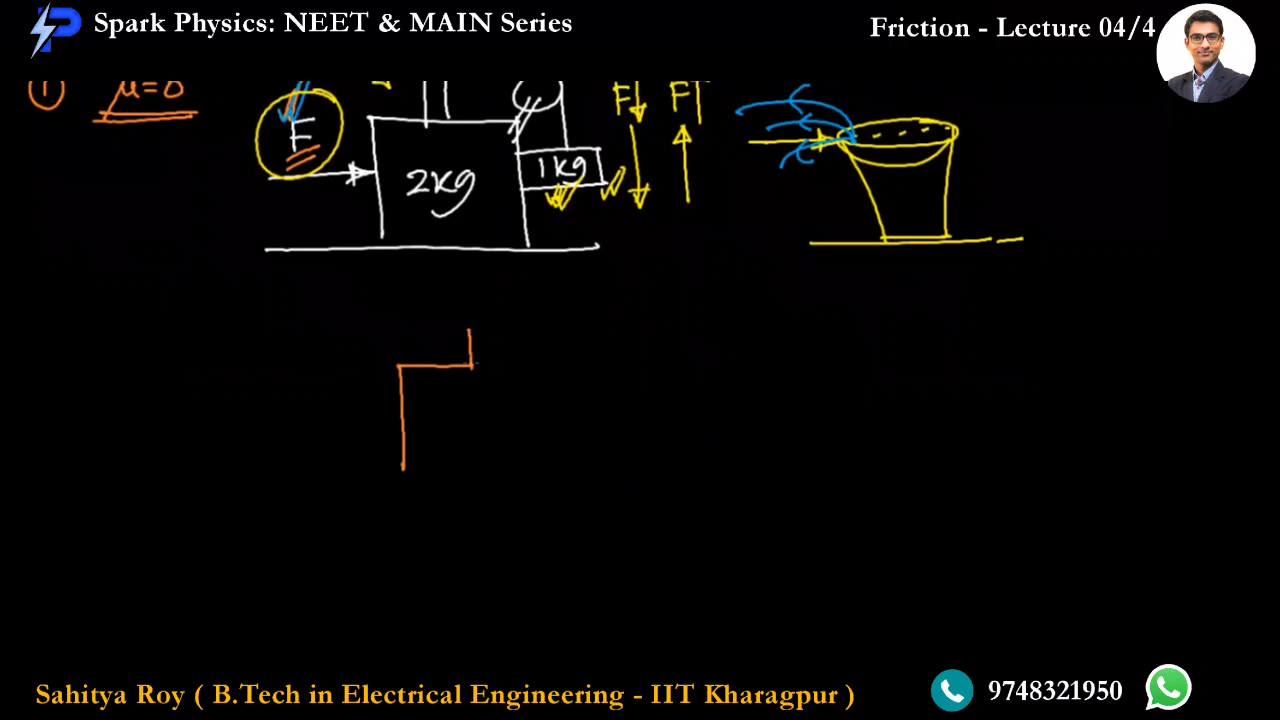 Spark Physics: NEET & MAIN Series
Friction - Lecture 04/4
① μ=0
F
2kg
1kg
F↓ F↑
Sahitya Roy ( B.Tech in Electrical Engineering - IIT Kharagpur )
9748321950